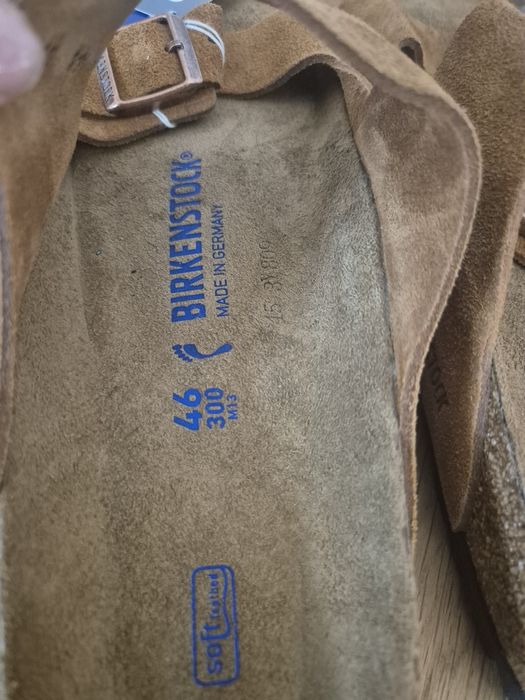 BIRKENSTOCK®
MADE IN GERMANY
46
300
M13
soft footbed